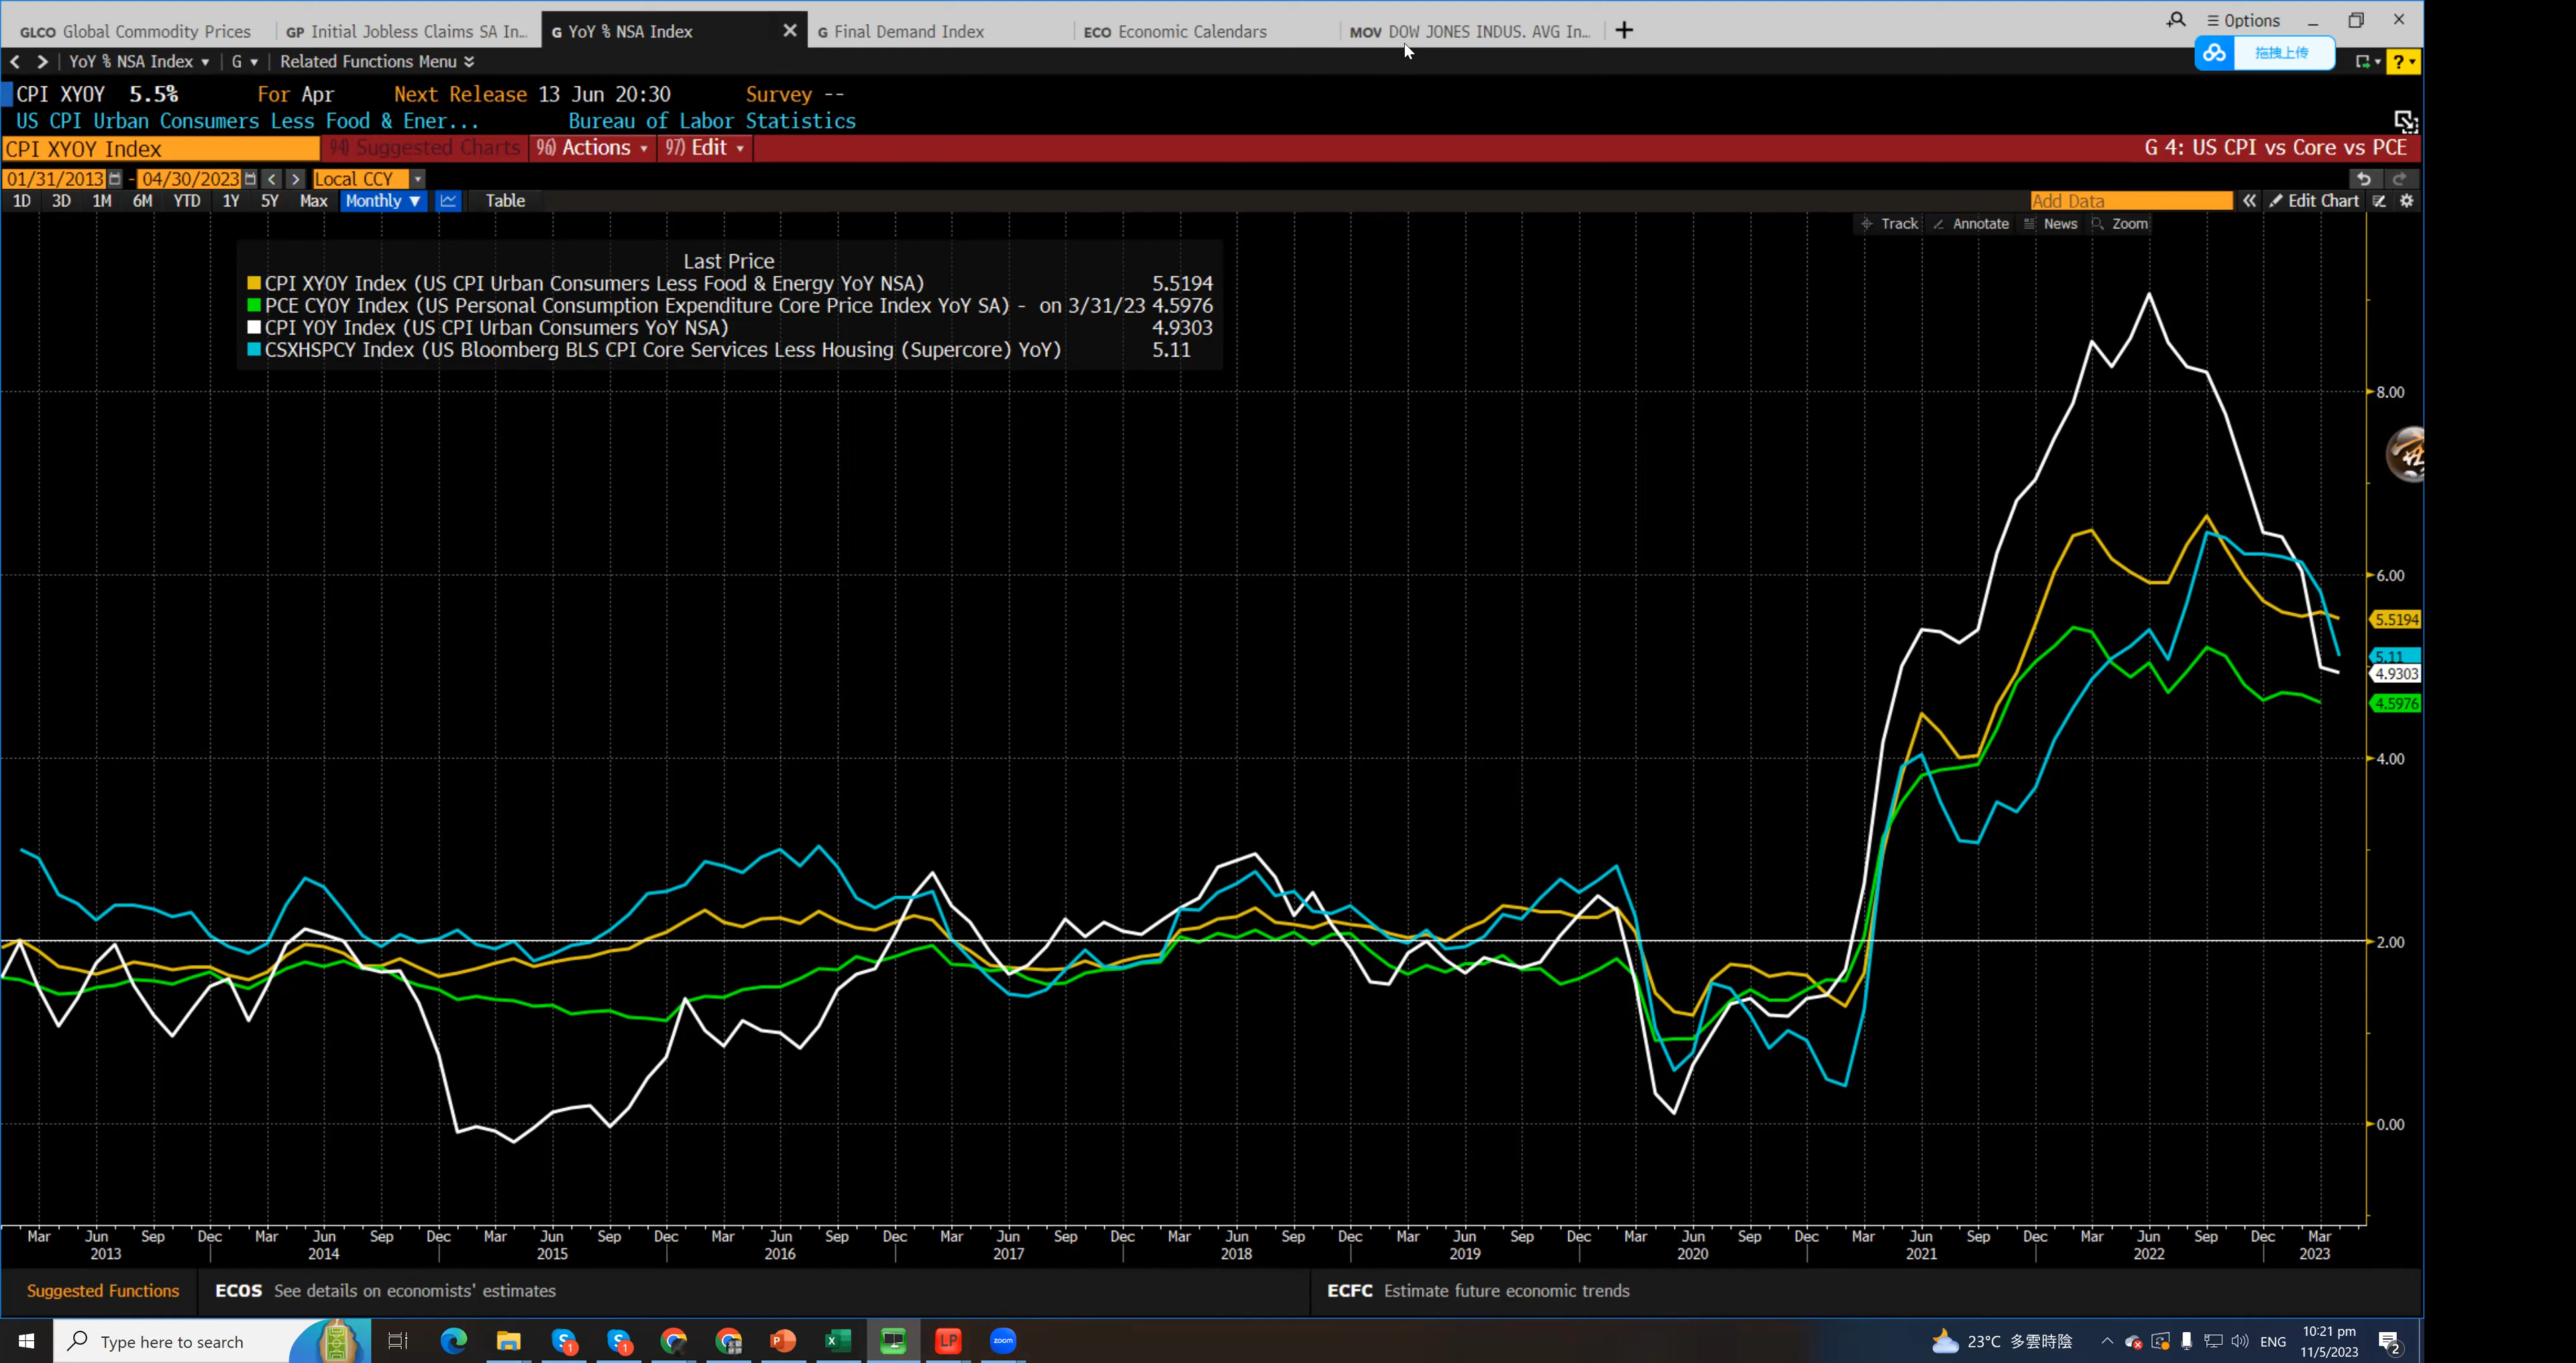 GLCO Global Commodity Prices GP Initial Jobless Claims SA In... G YoY % NSA Index G Final Demand Index ECO Economic Calendars MOV DOW JONES INDUS. AVG In... Options
YoY % NSA Index G Related Functions Menu 拖拽上传 ?
CPI XYOY 5.5% For Apr Next Release 13 Jun 20:30 Survey --
US CPI Urban Consumers Less Food & Ener... Bureau of Labor Statistics
CPI XYOY Index 94) Suggested Charts 96) Actions 97) Edit G 4: US CPI vs Core vs PCE
01/31/2013 - 04/30/2023 Local CCY
1D 3D 1M 6M YTD 1Y 5Y Max Monthly Table Add Data Edit Chart
Track Annotate News Zoom
Last Price
CPI XYOY Index (US CPI Urban Consumers Less Food & Energy YoY NSA) 5.5194
PCE CYOY Index (US Personal Consumption Expenditure Core Price Index YoY SA) - on 3/31/23 4.5976
CPI YOY Index (US CPI Urban Consumers YoY NSA) 4.9303
CSXHSPCY Index (US Bloomberg BLS CPI Core Services Less Housing (Supercore) YoY) 5.11
8.00
6.00
5.5194
5.11
4.9303
4.5976
4.00
2.00
0.00
Mar Jun Sep Dec Mar Jun Sep Dec Mar Jun Sep Dec Mar Jun Sep Dec Mar Jun Sep Dec Mar Jun Sep Dec Mar Jun Sep Dec Mar Jun Sep Dec Mar Jun Sep Dec Mar Jun Sep Dec Mar
2013 2014 2015 2016 2017 2018 2019 2020 2021 2022 2023
Suggested Functions ECOS See details on economists' estimates ECFC Estimate future economic trends
Type here to search 23°C 多雲時陰 ENG 10:21 pm
11/5/2023